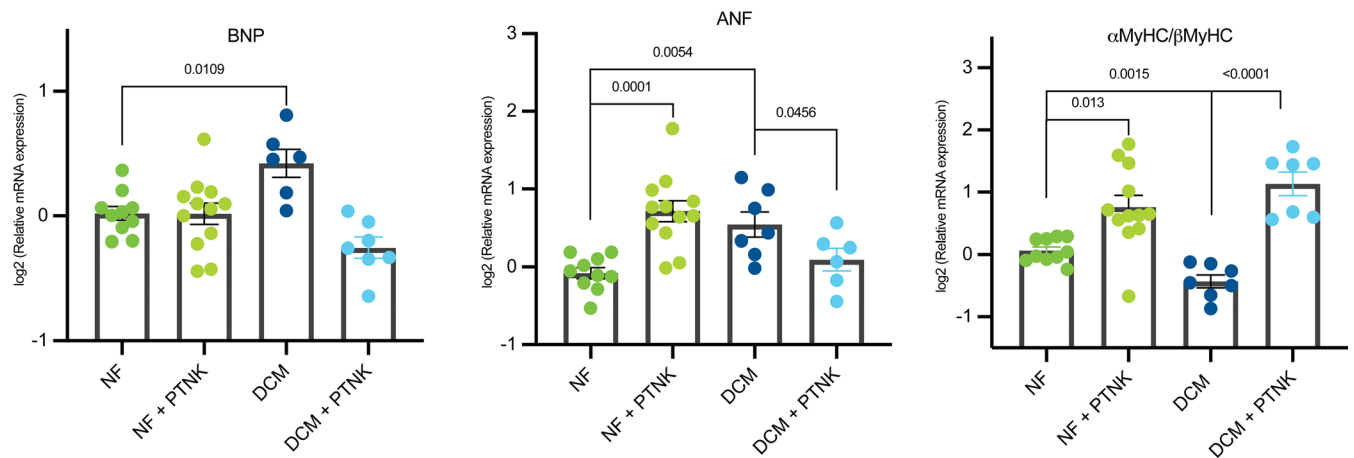 BNP
0.0109
log2 (Relative mRNA expression)
1
0
-1
NF
NF + PTNK
DCM
DCM + PTNK
ANF
0.0054
0.0001
0.0456
log2 (Relative mRNA expression)
3
2
1
0
-1
NF
NF + PTNK
DCM
DCM + PTNK
αMyHC/βMyHC
0.0015
<0.0001
0.013
log2 (Relative mRNA expression)
3
2
1
0
-1
NF
NF + PTNK
DCM
DCM + PTNK